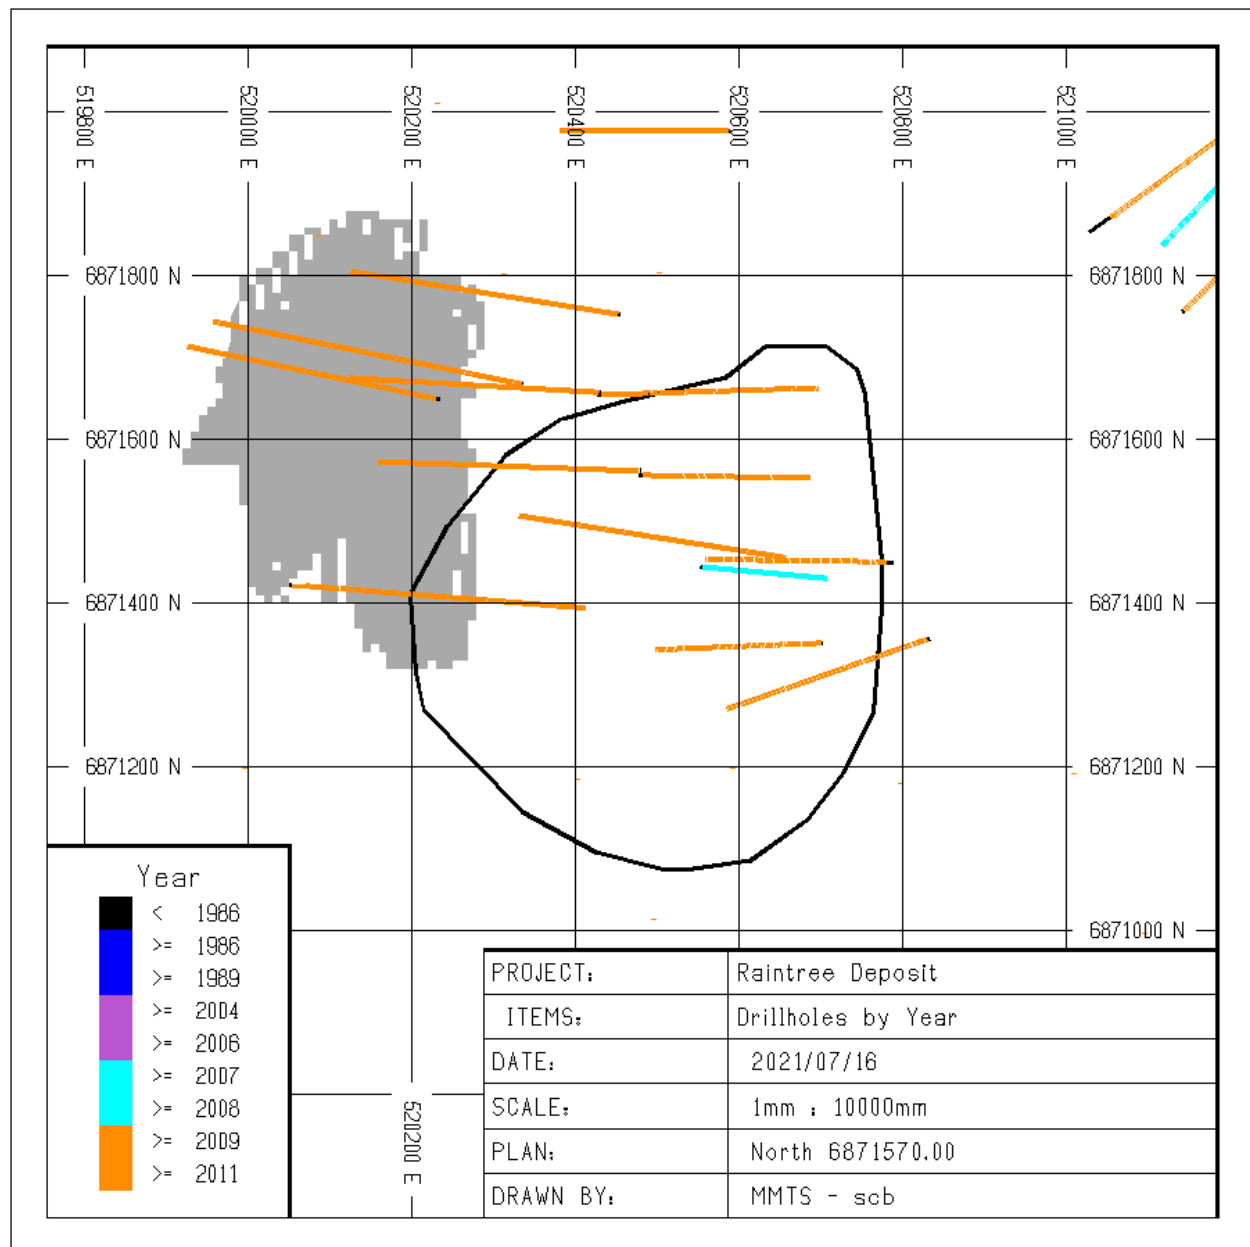 519800 E
520000 E
520200 E
520400 E
520600 E
520800 E
521000 E
6871800 N
6871800 N
6871600 N
6871600 N
6871400 N
6871400 N
6871200 N
6871200 N
6871000 N
520200 E
Year
< 1986
>= 1986
>= 1989
>= 2004
>= 2006
>= 2007
>= 2008
>= 2009
>= 2011
PROJECT: Raintree Deposit
ITEMS: Drillholes by Year
DATE: 2021/07/16
SCALE: 1mm : 10000mm
PLAN: North 6871570.00
DRAWN BY: MMTS - scb